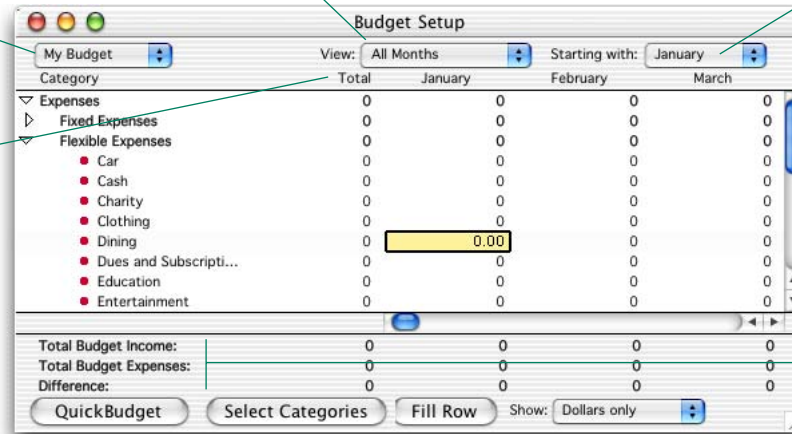 Budget Setup
My Budget View: All Months Starting with: January
Category Total January February March
Expenses 0 0 0 0
Fixed Expenses 0 0 0 0
Flexible Expenses 0 0 0 0
Car 0 0 0 0
Cash 0 0 0 0
Charity 0 0 0 0
Clothing 0 0 0 0
Dining 0 0.00 0 0
Dues and Subscripti... 0 0 0 0
Education 0 0 0 0
Entertainment 0 0 0 0
Total Budget Income: 0 0 0 0
Total Budget Expenses: 0 0 0 0
Difference: 0 0 0 0
QuickBudget Select Categories Fill Row Show: Dollars only